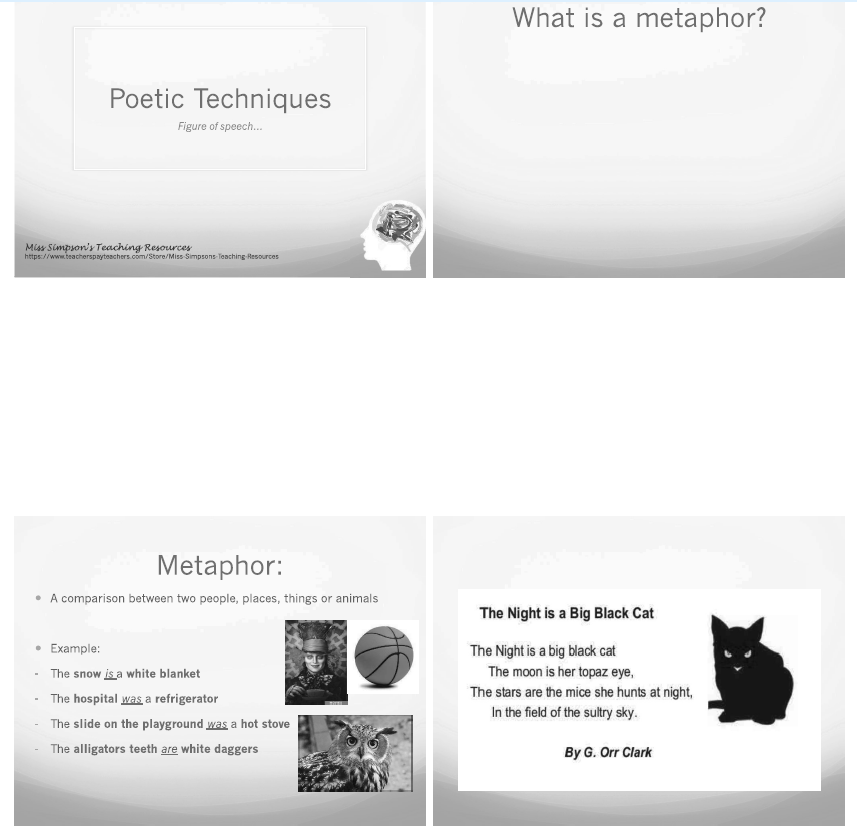 Poetic Techniques
Figure of speech...
Miss Simpson's Teaching Resources
https://www.teacherspayteachers.com/Store/Miss-Simpsons-Teaching-Resources
What is a metaphor?
Metaphor:
• A comparison between two people, places, things or animals
• Example:
- The snow is a white blanket
- The hospital was a refrigerator
- The slide on the playground was a hot stove
- The alligators teeth are white daggers
The Night is a Big Black Cat
The Night is a big black cat
The moon is her topaz eye,
The stars are the mice she hunts at night,
In the field of the sultry sky.
By G. Orr Clark